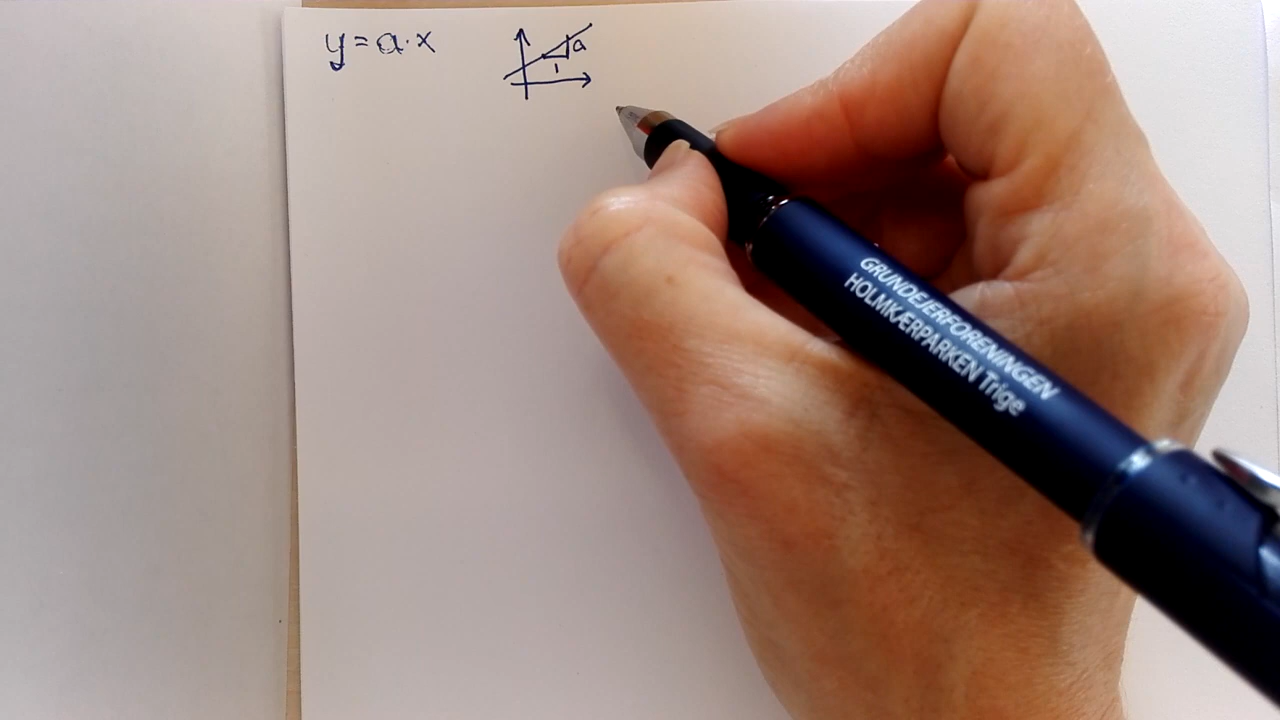 y = a · x
a
1
GRUNDEJERFORENINGEN
HOLMKÆRPARKEN Trige